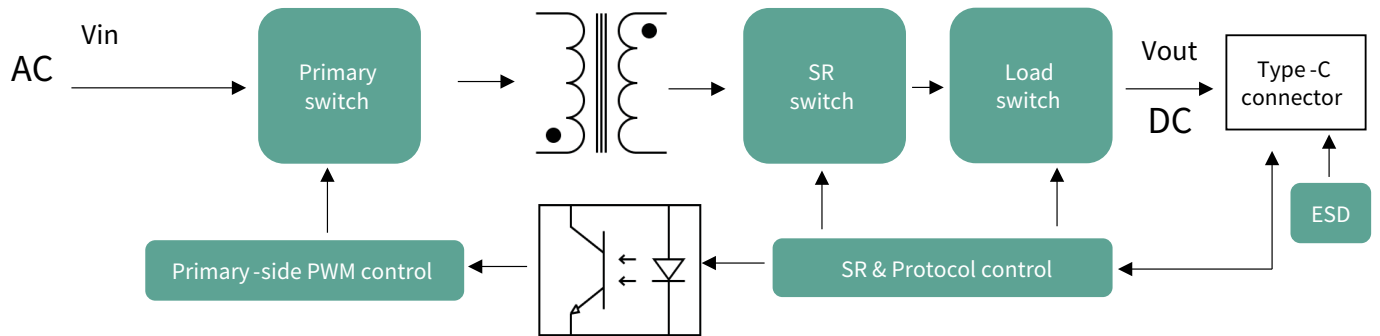 AC
Vin
Primary
switch
SR
switch
Load
switch
Vout
DC
Type-C
connector
ESD
Primary-side PWM control
SR & Protocol control